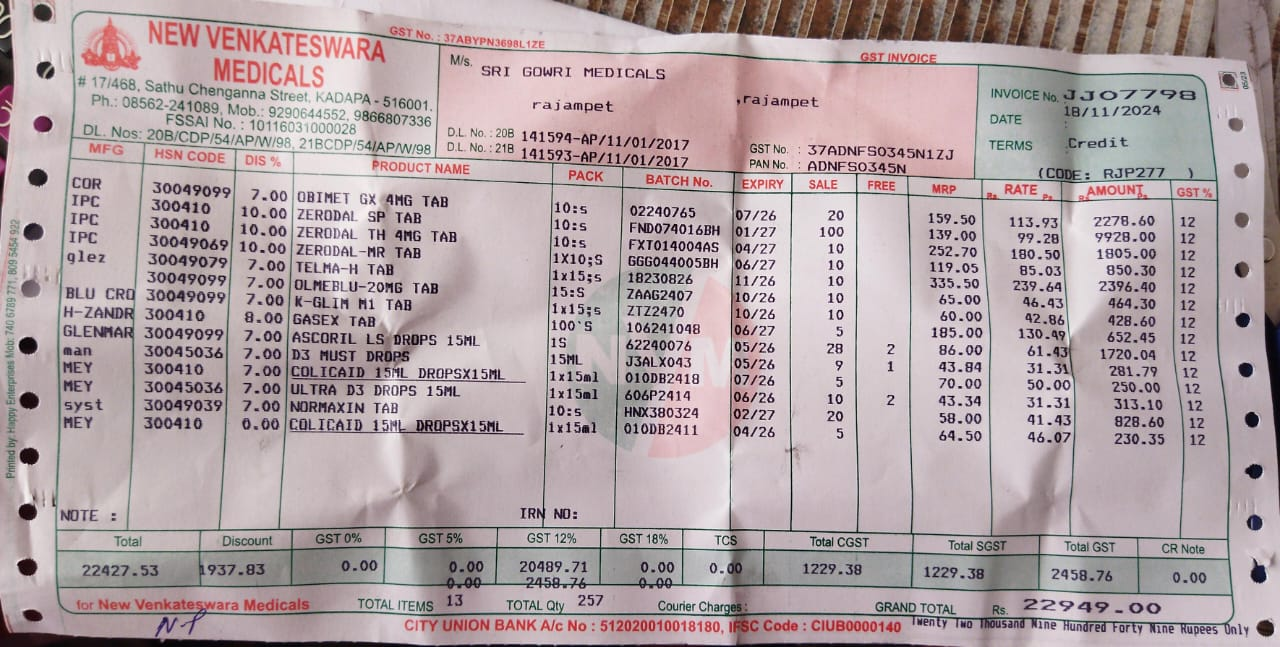 NEW VENKATESWARA
MEDICALS
# 17/468, Sathu Chenganna Street, KADAPA - 516001.
Ph.: 08562-241089, Mob.: 9290644552, 9866807336
FSSAI No. : 10116031000028
DL. Nos: 20B/CDP/54/AP/W/98, 21BCDP/54/AP/W/98
GST No. : 37ABYPN3698L1ZE
GST INVOICE
M/s. SRI GOWRI MEDICALS
rajampet ,rajampet
D.L. No. : 20B 141594-AP/11/01/2017
D.L. No. : 21B 141593-AP/11/01/2017
GST No. : 37ADNFS0345N1ZJ
PAN No. : ADNFS0345N
INVOICE No. JJ07798
DATE : 18/11/2024
TERMS Credit
(CODE: RJP277 )
05/23
MFG HSN CODE DIS % PRODUCT NAME PACK BATCH No. EXPIRY SALE FREE MRP Rs. RATE Ps. Rs. AMOUNT Ps. GST %
COR 30049099 7.00 OBIMET GX 4MG TAB 10:s 02240765 07/26 20 159.50 113.93 2278.60 12
IPC 300410 10.00 ZERODAL SP TAB 10:s FND074016BH 01/27 100 139.00 99.28 9928.00 12
IPC 300410 10.00 ZERODAL TH 4MG TAB 10:s FXT014004AS 04/27 10 252.70 180.50 1805.00 12
IPC 30049069 10.00 ZERODAL-MR TAB 1X10;S GGG044005BH 06/27 10 119.05 85.03 850.30 12
glez 30049079 7.00 TELMA-H TAB 1x15;s 18230826 11/26 10 335.50 239.64 2396.40 12
30049099 7.00 OLMEBLU-20MG TAB 15:S ZAAG2407 10/26 10 65.00 46.43 464.30 12
BLU CRO 30049099 7.00 K-GLIM M1 TAB 1x15;s ZTZ2470 10/26 10 60.00 42.86 428.60 12
H-ZANDR 300410 8.00 GASEX TAB 100`S 106241048 06/27 5 185.00 130.49 652.45 12
GLENMAR 30049099 7.00 ASCORIL LS DROPS 15ML 1S 62240076 05/26 28 2 86.00 61.43 1720.04 12
man 30045036 7.00 D3 MUST DROPS 15ML J3ALX043 05/26 9 1 43.84 31.31 281.79 12
MEY 300410 7.00 COLICAID 15ML DROPSX15ML 1x15ml 010DB2418 07/26 5 70.00 50.00 250.00 12
MEY 30045036 7.00 ULTRA D3 DROPS 15ML 1x15ml 606P2414 06/26 10 2 43.34 31.31 313.10 12
syst 30049039 7.00 NORMAXIN TAB 10:s HNX380324 02/27 20 58.00 41.43 828.60 12
MEY 300410 0.00 COLICAID 15ML DROPSX15ML 1x15ml 010DB2411 04/26 5 64.50 46.07 230.35 12
NOTE : IRN NO:
Total Discount GST 0% GST 5% GST 12% GST 18% TCS Total CGST Total SGST Total GST CR Note
22427.53 1937.83 0.00 0.00 20489.71 0.00 0.00 1229.38 1229.38 2458.76 0.00
0.00 2458.76 0.00
for New Venkateswara Medicals TOTAL ITEMS 13 TOTAL Qty 257 Courier Charges : GRAND TOTAL Rs. 22949.00
CITY UNION BANK A/c No : 512020010018180, IFSC Code : CIUB0000140 Twenty Two Thousand Nine Hundred Forty Nine Rupees Only
Printed by: Happy Enterprises Mob: 740 6789 771, 809 5454 922